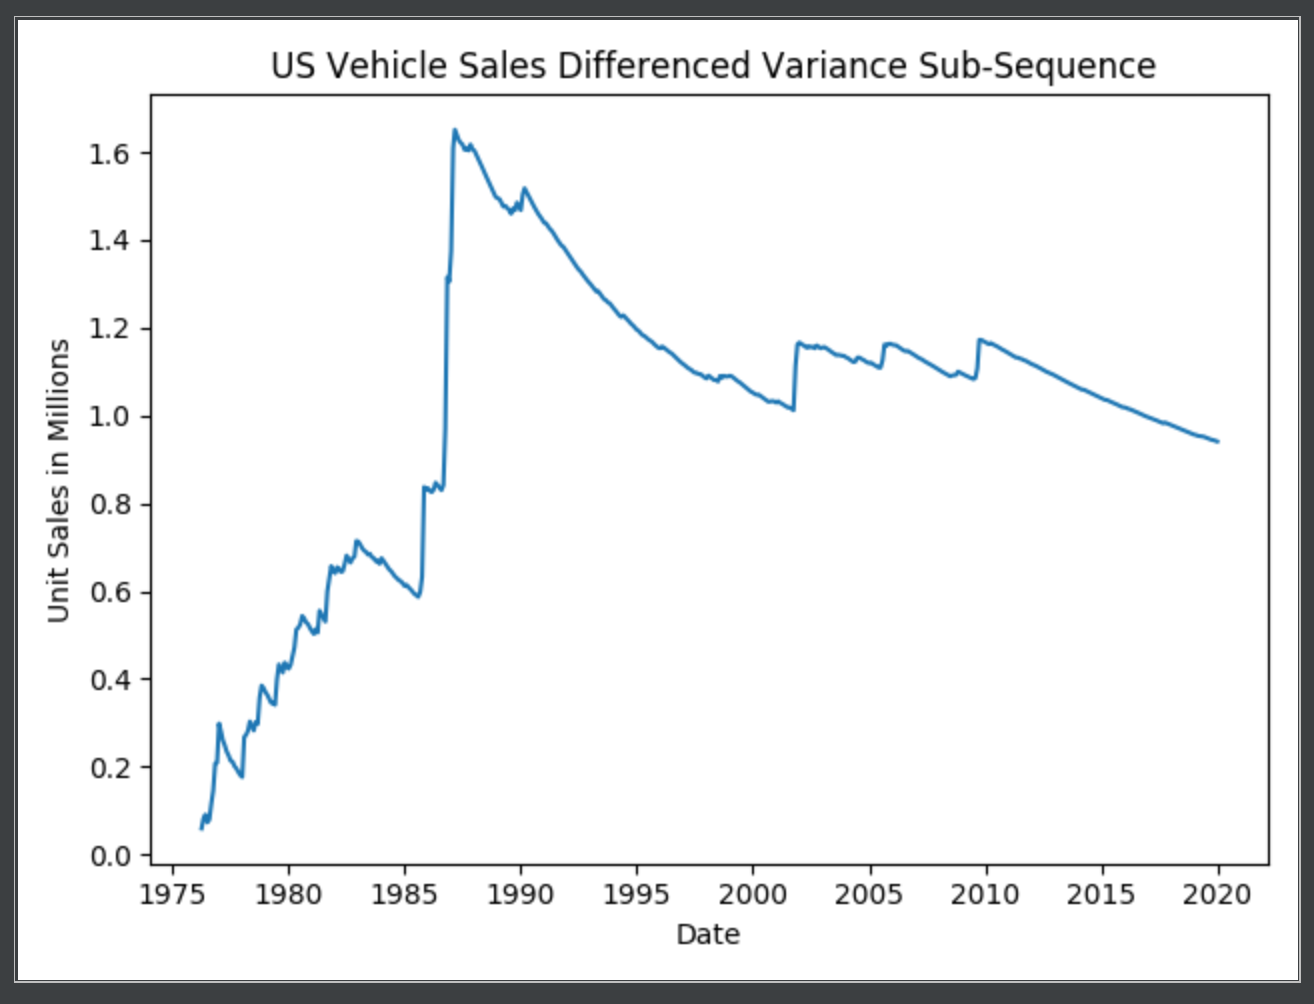 US Vehicle Sales Differenced Variance Sub-Sequence
1.6
1.4
1.2
1.0
0.8
0.6
0.4
0.2
0.0
Unit Sales in Millions
1975 1980 1985 1990 1995 2000 2005 2010 2015 2020
Date